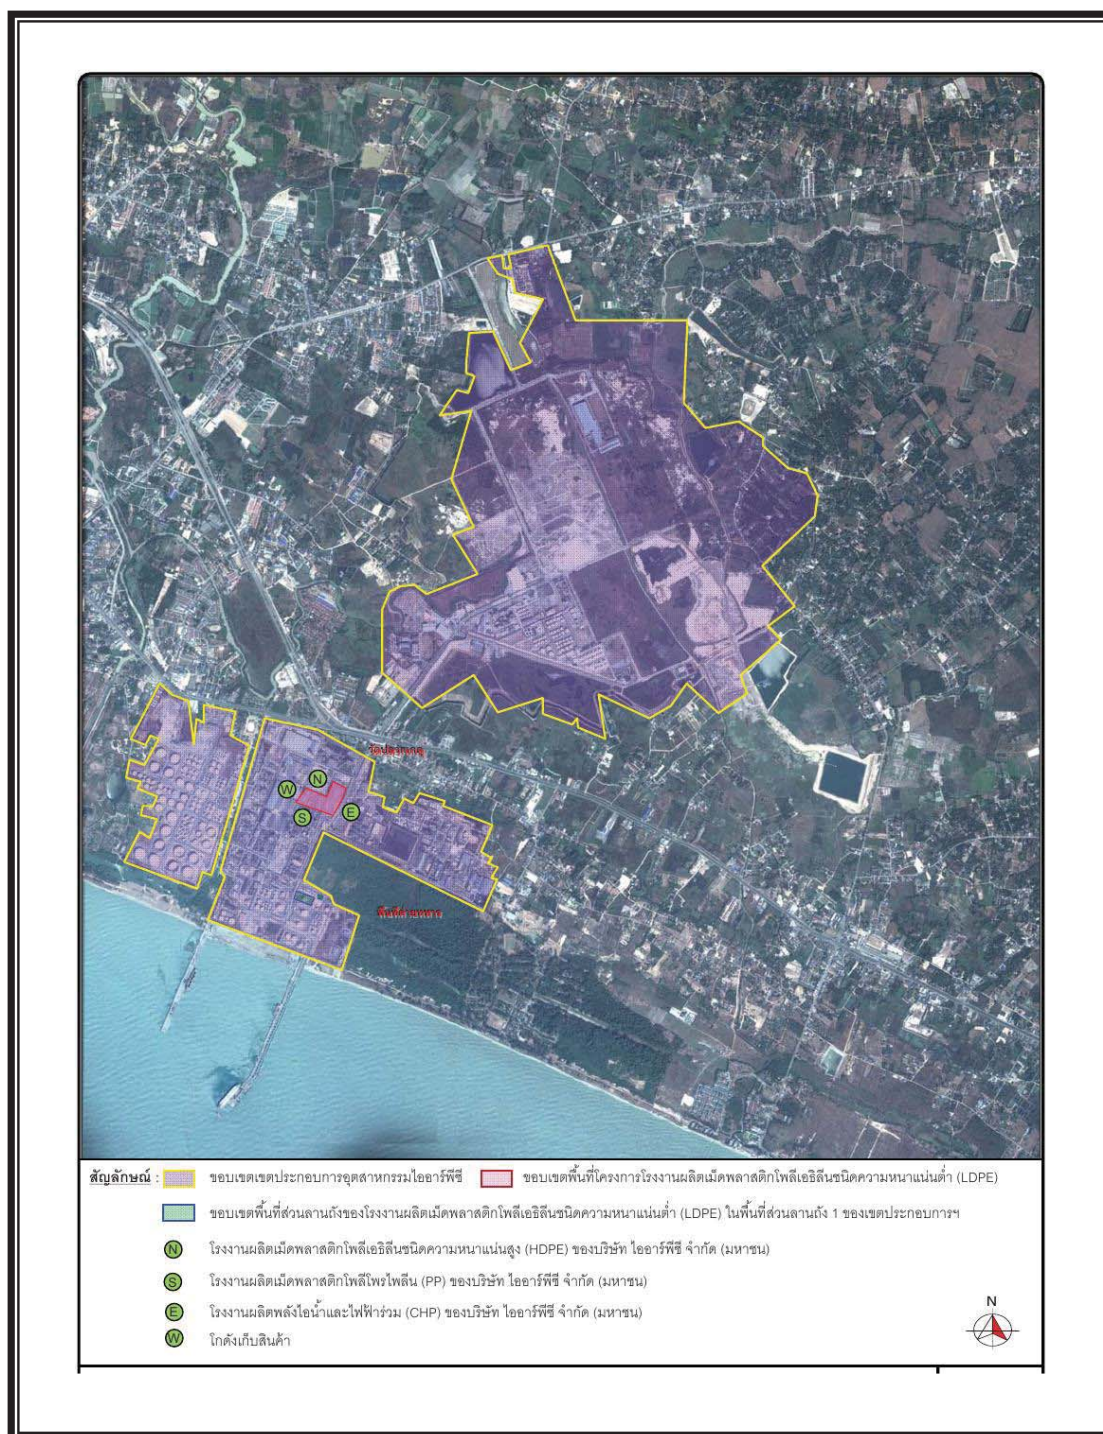 วัดปลวกเกตุ
สัญลักษณ์ :
ขอบเขตเขตประกอบการอุตสาหกรรมไออาร์พีซี
ขอบเขตพื้นที่โครงการโรงงานผลิตเม็ดพลาสติกโพลีเอธิลีนชนิดความหนาแน่นต่ำ (LDPE)
ขอบเขตพื้นที่ส่วนลานถังของโรงงานผลิตเม็ดพลาสติกโพลีเอธิลีนชนิดความหนาแน่นต่ำ (LDPE) ในพื้นที่ส่วนลานถัง 1 ของเขตประกอบการฯ
N โรงงานผลิตเม็ดพลาสติกโพลีเอธิลีนชนิดความหนาแน่นสูง (HDPE) ของบริษัท ไออาร์พีซี จำกัด (มหาชน)
S โรงงานผลิตเม็ดพลาสติกโพลีโพรไพลีน (PP) ของบริษัท ไออาร์พีซี จำกัด (มหาชน)
E โรงงานผลิตพลังไอน้ำและไฟฟ้าร่วม (CHP) ของบริษัท ไออาร์พีซี จำกัด (มหาชน)
W โกดังเก็บสินค้า
N
W
N
S
E